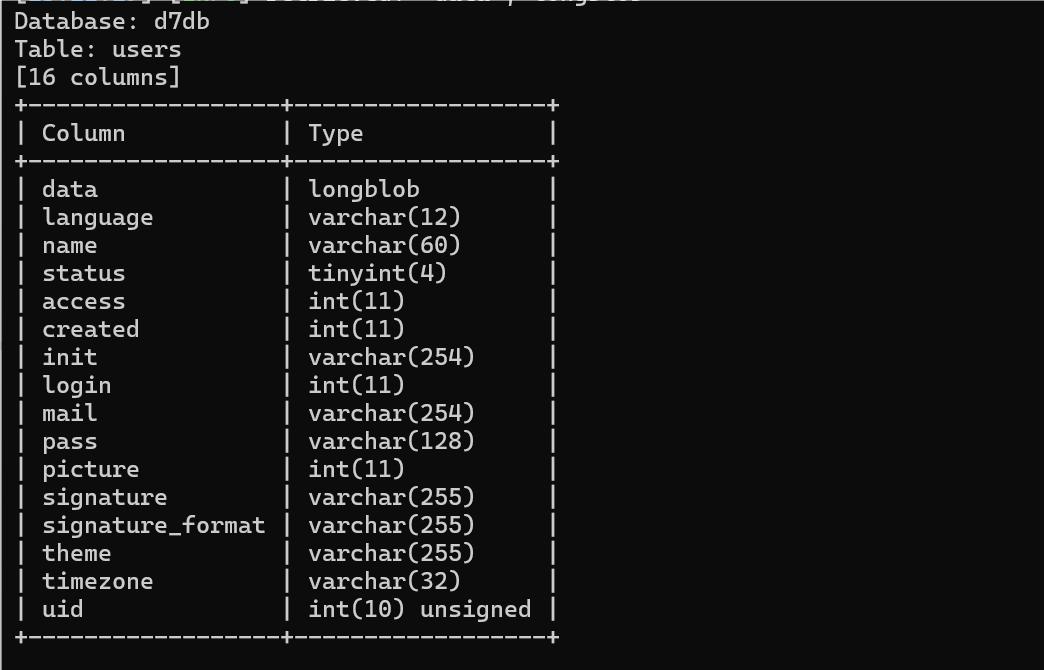 Database: d7db
Table: users
[16 columns]
+------------------+------------------+
| Column           | Type             |
+------------------+------------------+
| data             | longblob         |
| language         | varchar(12)      |
| name             | varchar(60)      |
| status           | tinyint(4)       |
| access           | int(11)          |
| created          | int(11)          |
| init             | varchar(254)     |
| login            | int(11)          |
| mail             | varchar(254)     |
| pass             | varchar(128)     |
| picture          | int(11)          |
| signature        | varchar(255)     |
| signature_format | varchar(255)     |
| theme            | varchar(255)     |
| timezone         | varchar(32)      |
| uid              | int(10) unsigned |
+------------------+------------------+